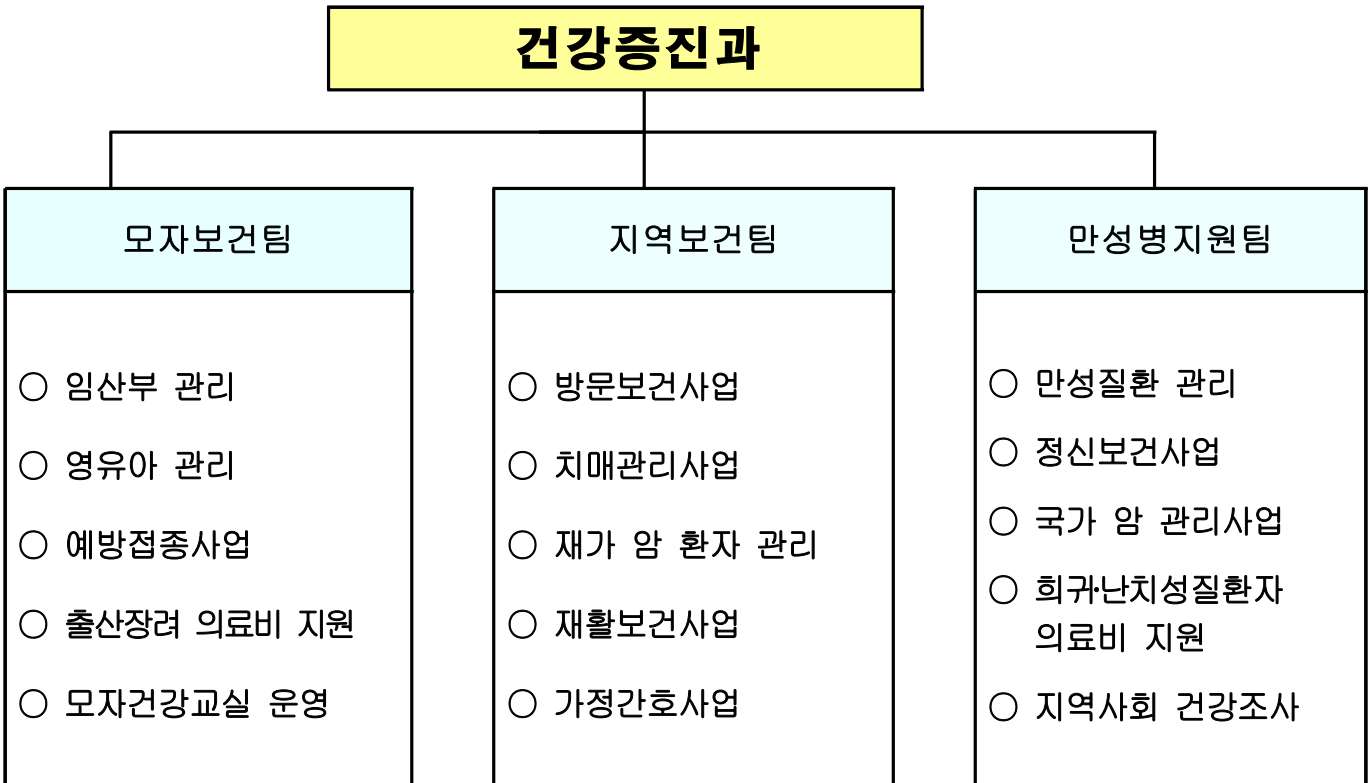 건강증진과
모자보건팀
○ 임산부 관리
○ 영유아 관리
○ 예방접종사업
○ 출산장려 의료비 지원
○ 모자건강교실 운영
지역보건팀
○ 방문보건사업
○ 치매관리사업
○ 재가 암 환자 관리
○ 재활보건사업
○ 가정간호사업
만성병지원팀
○ 만성질환 관리
○ 정신보건사업
○ 국가 암 관리사업
○ 희귀·난치성질환자
의료비 지원
○ 지역사회 건강조사